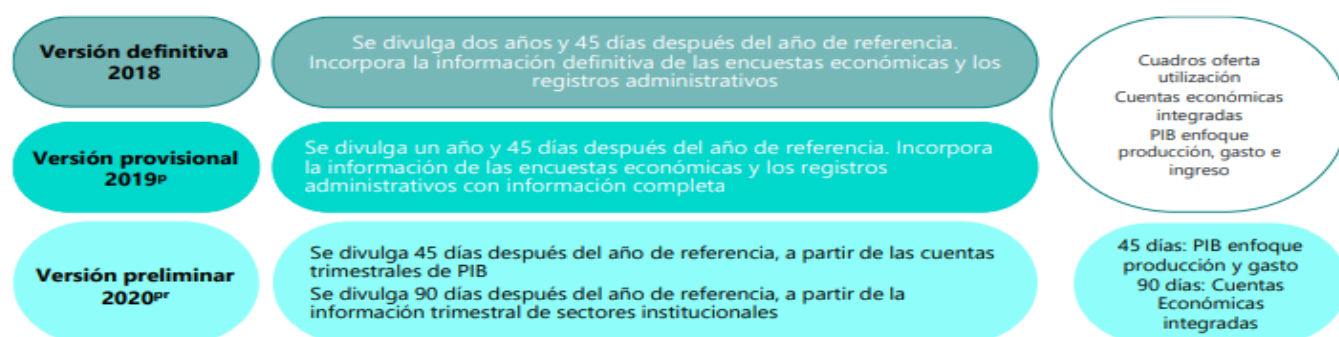 Versión definitiva
2018
Se divulga dos años y 45 días después del año de referencia.
Incorpora la información definitiva de las encuestas económicas y los
registros administrativos
Cuadros oferta
utilización
Cuentas económicas
integradas
PIB enfoque
producción, gasto e
ingreso
Versión provisional
2019ᵖ
Se divulga un año y 45 días después del año de referencia. Incorpora
la información de las encuestas económicas y los registros
administrativos con información completa
Versión preliminar
2020ᵖʳ
Se divulga 45 días después del año de referencia, a partir de las cuentas
trimestrales de PIB
Se divulga 90 días después del año de referencia, a partir de la
información trimestral de sectores institucionales
45 días: PIB enfoque
producción y gasto
90 días: Cuentas
Económicas
integradas